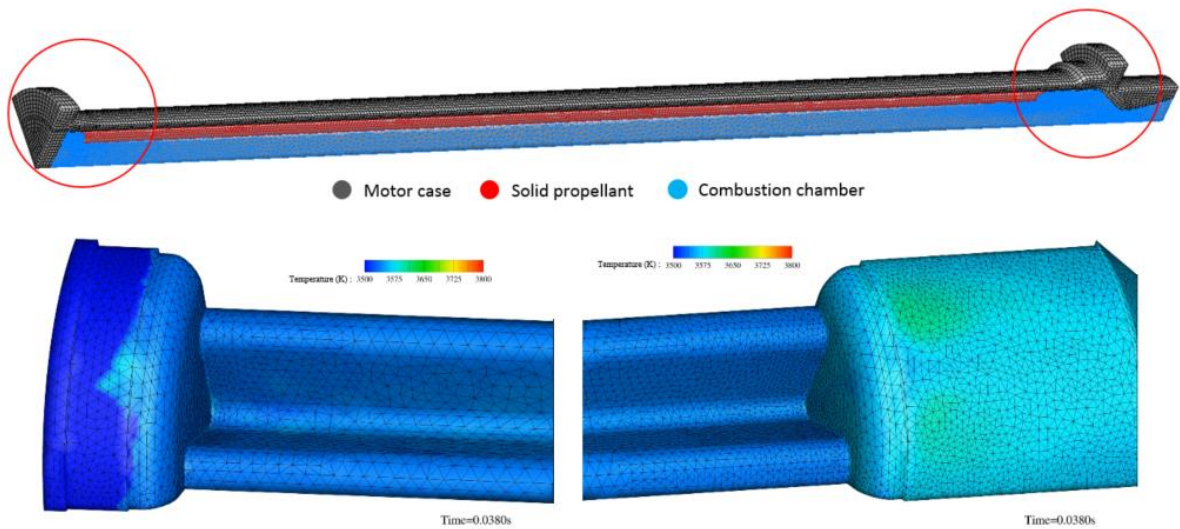 Motor case Solid propellant Combustion chamber
Temperature (K) : 3500 3575 3650 3725 3800
Temperature (K) : 3500 3575 3650 3725 3800
Time=0.0380s
Time=0.0380s